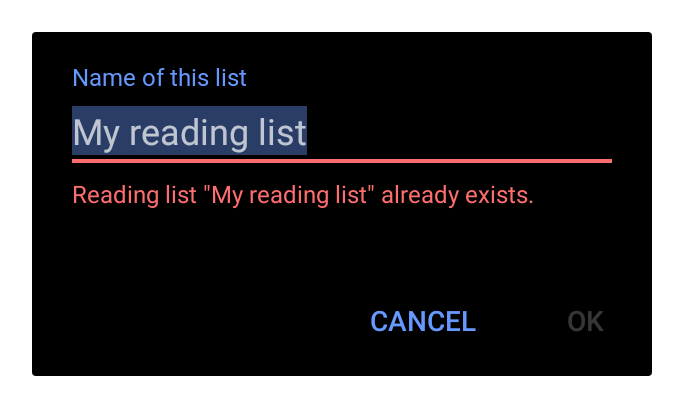 Name of this list
My reading list
Reading list "My reading list" already exists.
CANCEL OK